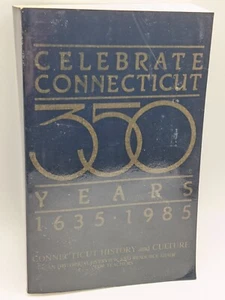 CELEBRATE
CONNECTICUT
350
YEARS
1635 · 1985
CONNECTICUT HISTORY and CULTURE